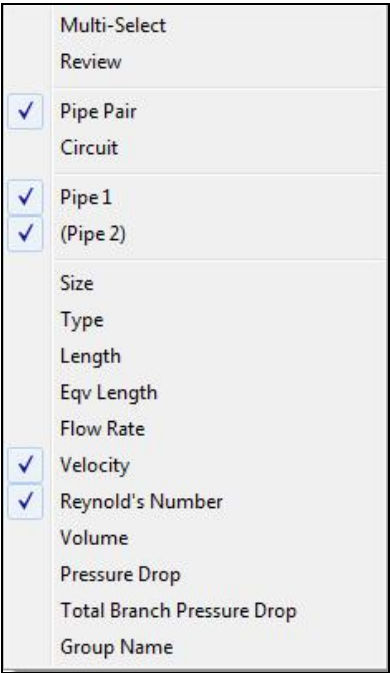 Multi-Select
Review
Pipe Pair
Circuit
Pipe 1
(Pipe 2)
Size
Type
Length
Eqv Length
Flow Rate
Velocity
Reynold's Number
Volume
Pressure Drop
Total Branch Pressure Drop
Group Name